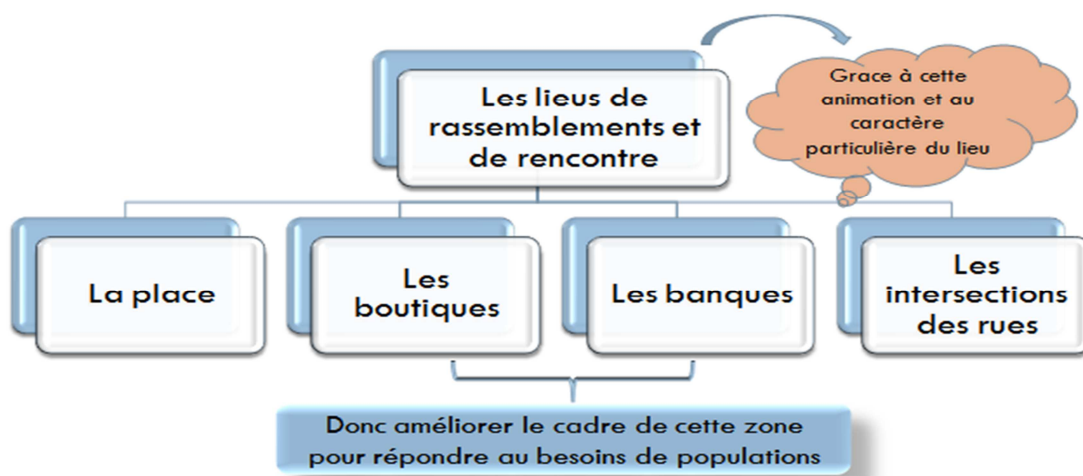 Les lieus de
rassemblements et
de rencontre
Grace à cette
animation et au
caractère
particulière du lieu
La place
Les
boutiques
Les banques
Les
intersections
des rues
Donc améliorer le cadre de cette zone
pour répondre au besoins de populations